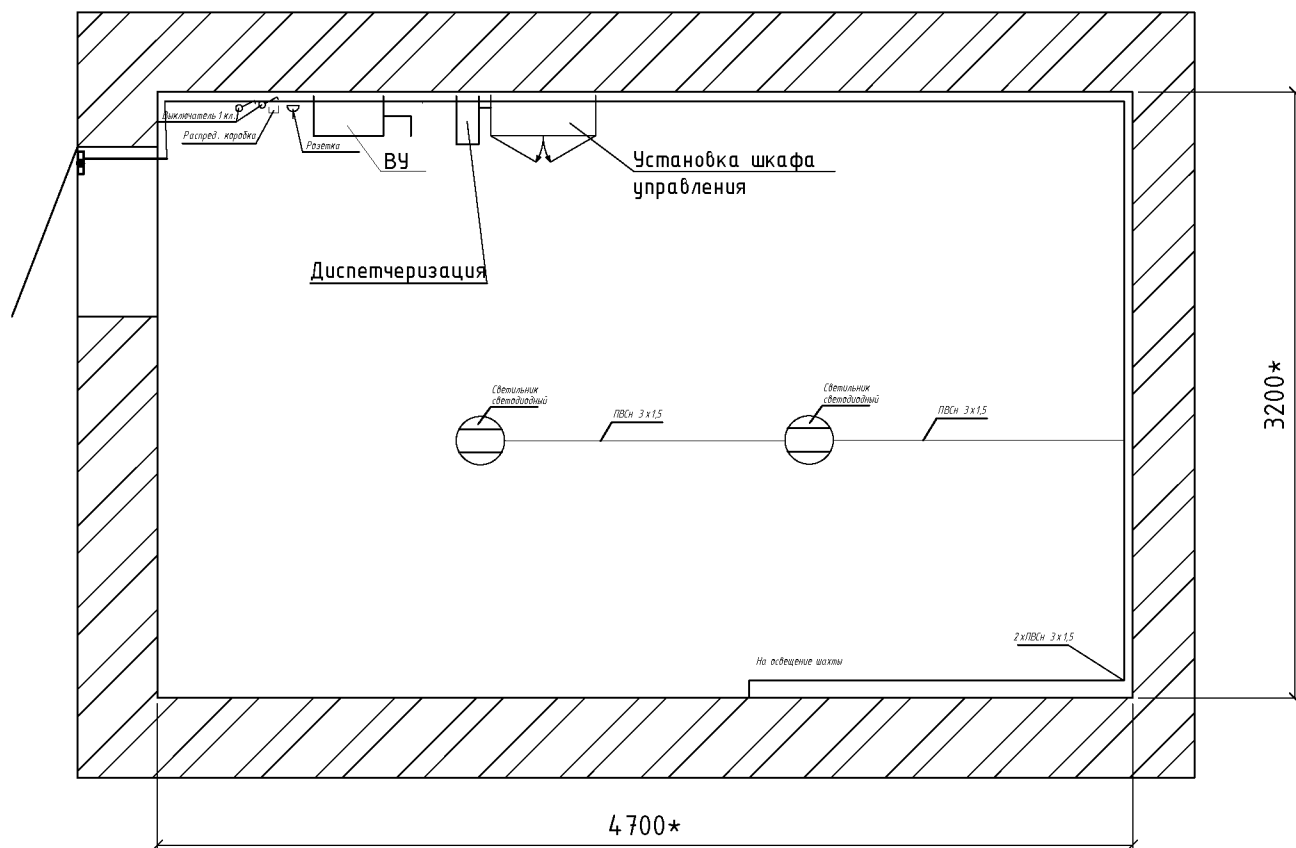 Выключатель 1 кл.
Распред. коробка
Розетка
ВУ
Установка шкафа
управления
Диспетчеризация
Светильник
светодиодный
ПВСн 3х1,5
Светильник
светодиодный
ПВСн 3х1,5
3200*
2хПВСн 3х1,5
На освещение шахты
4700*